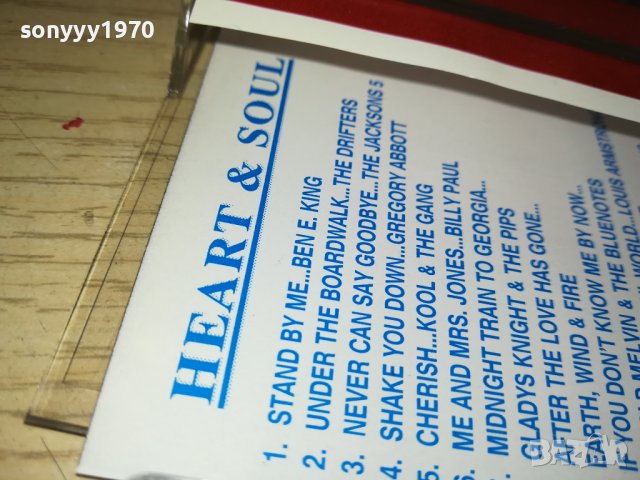 sonyyy1970
HEART & SOUL
1. STAND BY ME...BEN E. KING
2. UNDER THE BOARDWALK...THE DRIFTERS
3. NEVER CAN SAY GOODBYE...THE JACKSONS 5
4. SHAKE YOU DOWN...GREGORY ABBOTT
5. CHERISH...KOOL & THE GANG
6. ME AND MRS. JONES...BILLY PAUL
MIDNIGHT TRAIN TO GEORGIA...
GLADYS KNIGHT & THE PIPS
AFTER THE LOVE HAS GONE...
EARTH, WIND & FIRE
IF YOU DON'T KNOW ME BY NOW...
MELVIN & THE BLUENOTES
WORLD...LOUIS ARMSTRONG